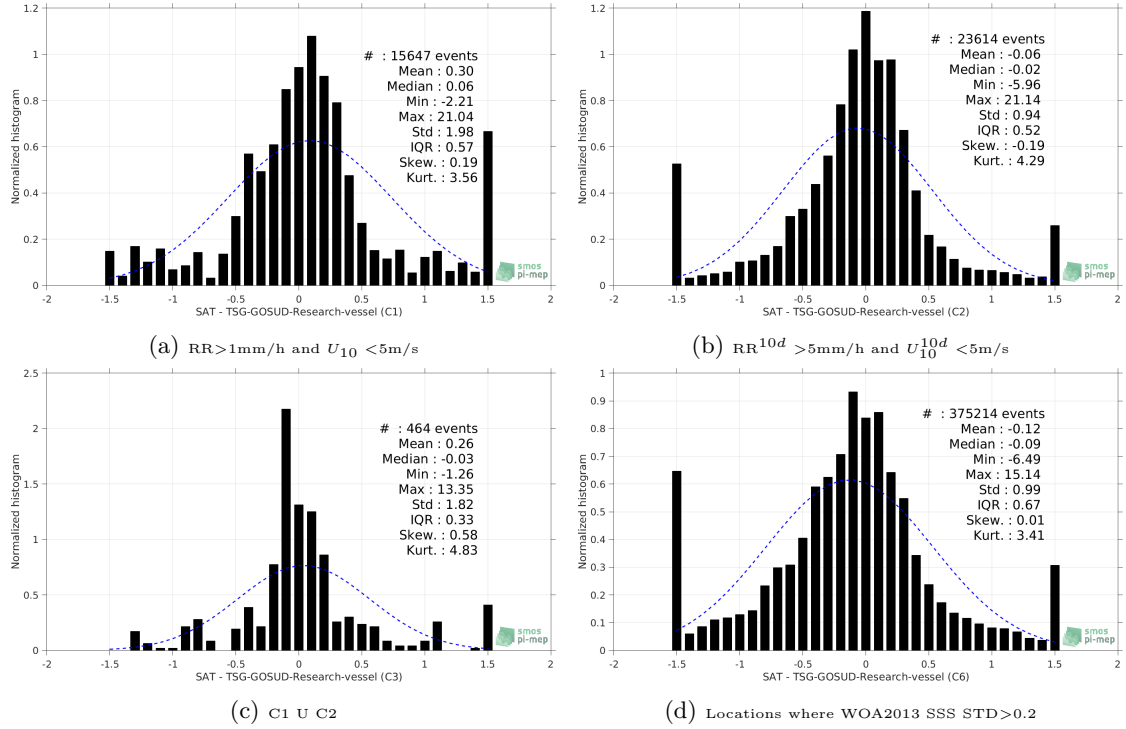 1.2
1
0.8
0.6
0.4
0.2
0
Normalized histogram
# : 15647 events
Mean : 0.30
Median : 0.06
Min : -2.21
Max : 21.04
Std : 1.98
IQR : 0.57
Skew. : 0.19
Kurt. : 3.56
smos
pi-mep
-2 -1.5 -1 -0.5 0 0.5 1 1.5 2
SAT - TSG-GOSUD-Research-vessel (C1)
(a) RR>1mm/h and U10 <5m/s
1.2
1
0.8
0.6
0.4
0.2
0
Normalized histogram
# : 23614 events
Mean : -0.06
Median : -0.02
Min : -5.96
Max : 21.14
Std : 0.94
IQR : 0.52
Skew. : -0.19
Kurt. : 4.29
smos
pi-mep
-2 -1.5 -1 -0.5 0 0.5 1 1.5 2
SAT - TSG-GOSUD-Research-vessel (C2)
(b) RR10d >5mm/h and U10 10d <5m/s
2.5
2
1.5
1
0.5
0
Normalized histogram
# : 464 events
Mean : 0.26
Median : -0.03
Min : -1.26
Max : 13.35
Std : 1.82
IQR : 0.33
Skew. : 0.58
Kurt. : 4.83
smos
pi-mep
-2 -1.5 -1 -0.5 0 0.5 1 1.5 2
SAT - TSG-GOSUD-Research-vessel (C3)
(c) C1 U C2
1
0.9
0.8
0.7
0.6
0.5
0.4
0.3
0.2
0.1
0
Normalized histogram
# : 375214 events
Mean : -0.12
Median : -0.09
Min : -6.49
Max : 15.14
Std : 0.99
IQR : 0.67
Skew. : 0.01
Kurt. : 3.41
smos
pi-mep
-2 -1.5 -1 -0.5 0 0.5 1 1.5 2
SAT - TSG-GOSUD-Research-vessel (C6)
(d) Locations where WOA2013 SSS STD>0.2